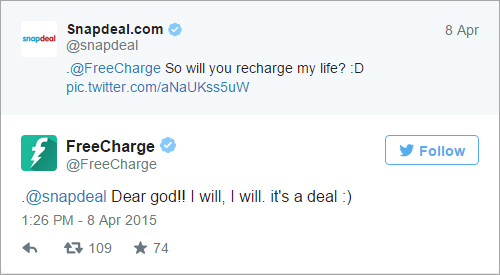 snapdeal
Snapdeal.com
8 Apr
@snapdeal
.@FreeCharge So will you recharge my life? :D
pic.twitter.com/aNaUKss5uW
FreeCharge
@FreeCharge
Follow
.@snapdeal Dear god!! I will, I will. it's a deal :)
1:26 PM - 8 Apr 2015
109 74